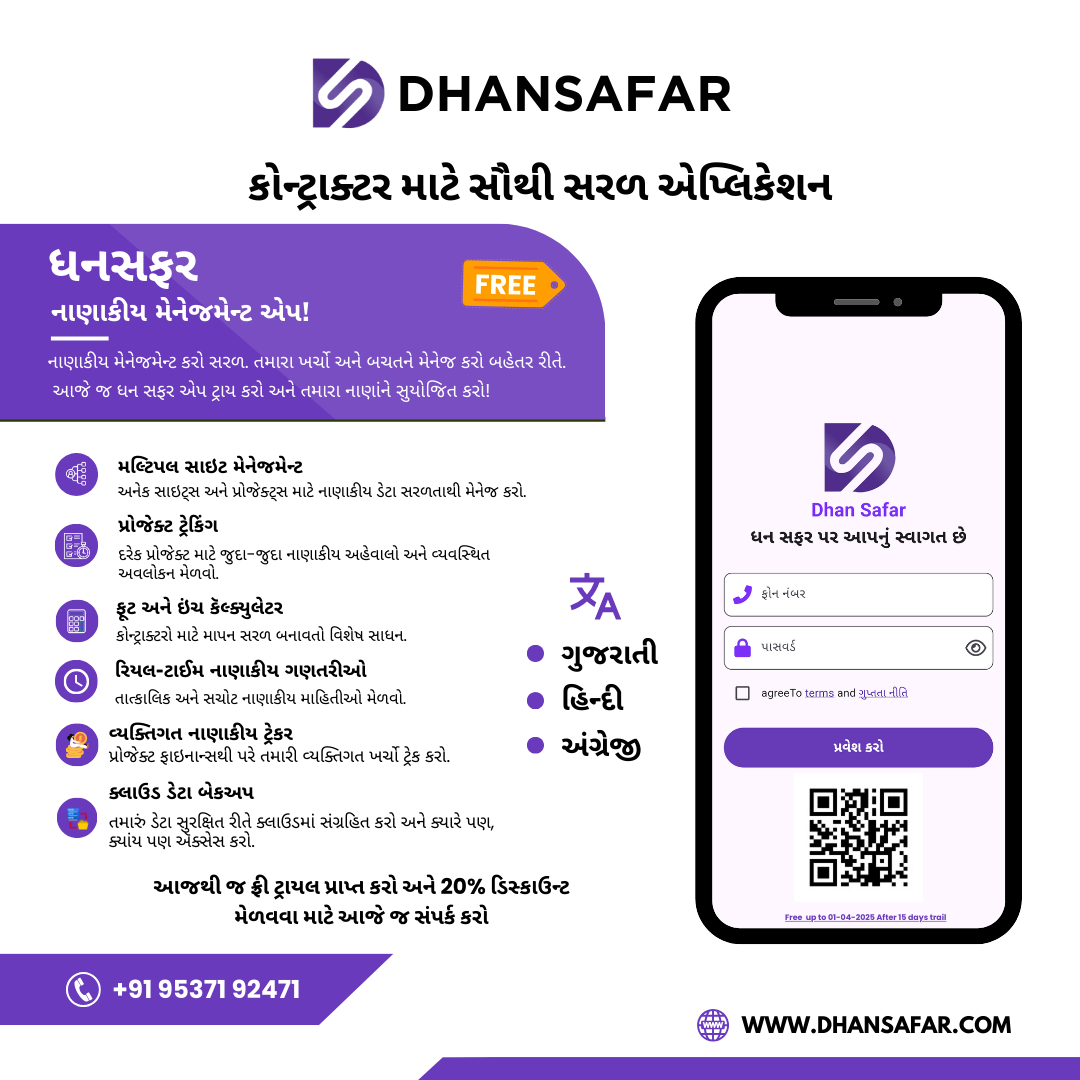 DHANSAFAR
કોન્ટ્રાક્ટર માટે સૌથી સરળ એપ્લિકેશન
ધનસફર
FREE
નાણાકીય મેનેજમેન્ટ એપ!
નાણાકીય મેનેજમેન્ટ કરો સરળ. તમારા ખર્ચો અને બચતને મેનેજ કરો બહેતર રીતે.
આજે જ ધન સફર એપ ટ્રાય કરો અને તમારા નાણાંને સુયોજિત કરો!
મલ્ટિપલ સાઇટ મેનેજમેન્ટ
અનેક સાઇટ્સ અને પ્રોજેક્ટ્સ માટે નાણાકીય ડેટા સરળતાથી મેનેજ કરો.
પ્રોજેક્ટ ટ્રેકિંગ
દરેક પ્રોજેક્ટ માટે જુદા-જુદા નાણાકીય અહેવાલો અને વ્યવસ્થિત
અવલોકન મેળવો.
ફૂટ અને ઇંચ કૅલ્ક્યુલેટર
કોન્ટ્રાક્ટરો માટે માપન સરળ બનાવતો વિશેષ સાધન.
રિયલ-ટાઈમ નાણાકીય ગણતરીઓ
તાત્કાલિક અને સચોટ નાણાકીય માહિતીઓ મેળવો.
વ્યક્તિગત નાણાકીય ટ્રેકર
પ્રોજેક્ટ ફાઇનાન્સથી પરે તમારી વ્યક્તિગત ખર્ચો ટ્રેક કરો.
ક્લાઉડ ડેટા બેકઅપ
તમારું ડેટા સુરક્ષિત રીતે ક્લાઉડમાં સંગ્રહિત કરો અને ક્યારે પણ,
ક્યાંય પણ ઍક્સેસ કરો.
文A
ગુજરાતી
હિન્દી
અંગ્રેજી
આજથી જ ફ્રી ટ્રાયલ પ્રાપ્ત કરો અને 20% ડિસ્કાઉન્ટ
મેળવવા માટે આજે જ સંપર્ક કરો
+91 95371 92471
Dhan Safar
ધન સફર પર આપનું સ્વાગત છે
ફોન નંબર
પાસવર્ડ
agreeTo terms and ગુપ્તતા નીતિ
પ્રવેશ કરો
Free up to 01-04-2025 After 15 days trail
WWW.DHANSAFAR.COM